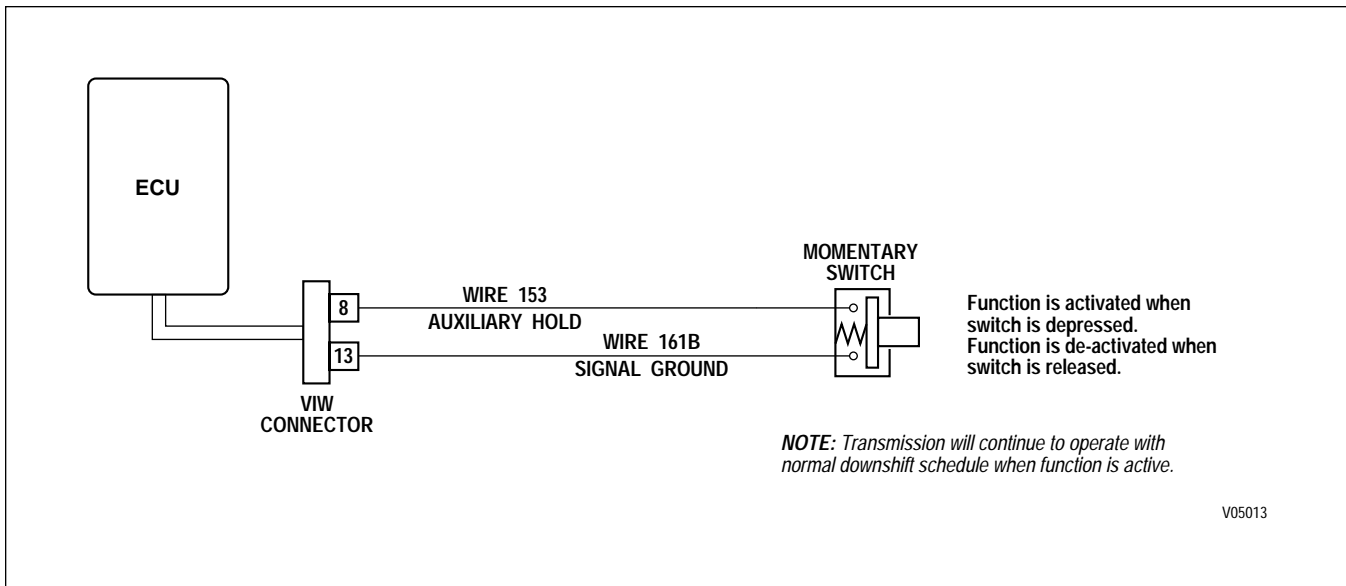 ECU
MOMENTARY
SWITCH
8
WIRE 153
AUXILIARY HOLD
13
WIRE 161B
SIGNAL GROUND
VIW
CONNECTOR
Function is activated when
switch is depressed.
Function is de-activated when
switch is released.
NOTE: Transmission will continue to operate with
normal downshift schedule when function is active.
V05013